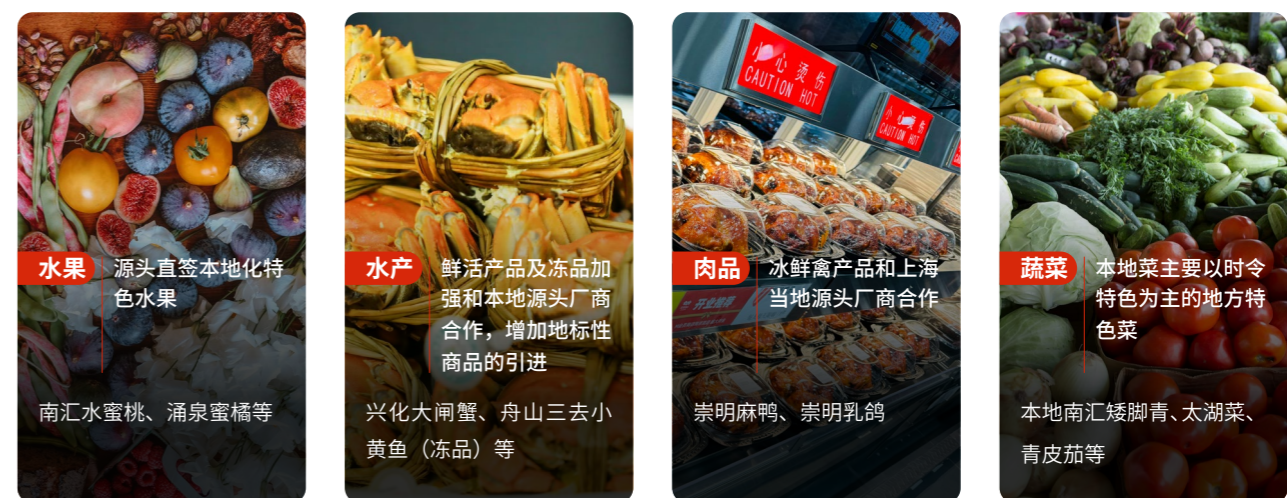 小心烫伤
CAUTION HOT
小心烫伤
CAUTION HOT
水果
源头直签本地化特
色水果
南汇水蜜桃、涌泉蜜橘等
水产
鲜活产品及冻品加
强和本地源头厂商
合作，增加地标性
商品的引进
兴化大闸蟹、舟山三去小
黄鱼（冻品）等
肉品
冰鲜禽产品和上海
当地源头厂商合作
崇明麻鸭、崇明乳鸽
蔬菜
本地菜主要以时令
特色为主的地方特
色菜
本地南汇矮脚青、太湖菜、
青皮茄等